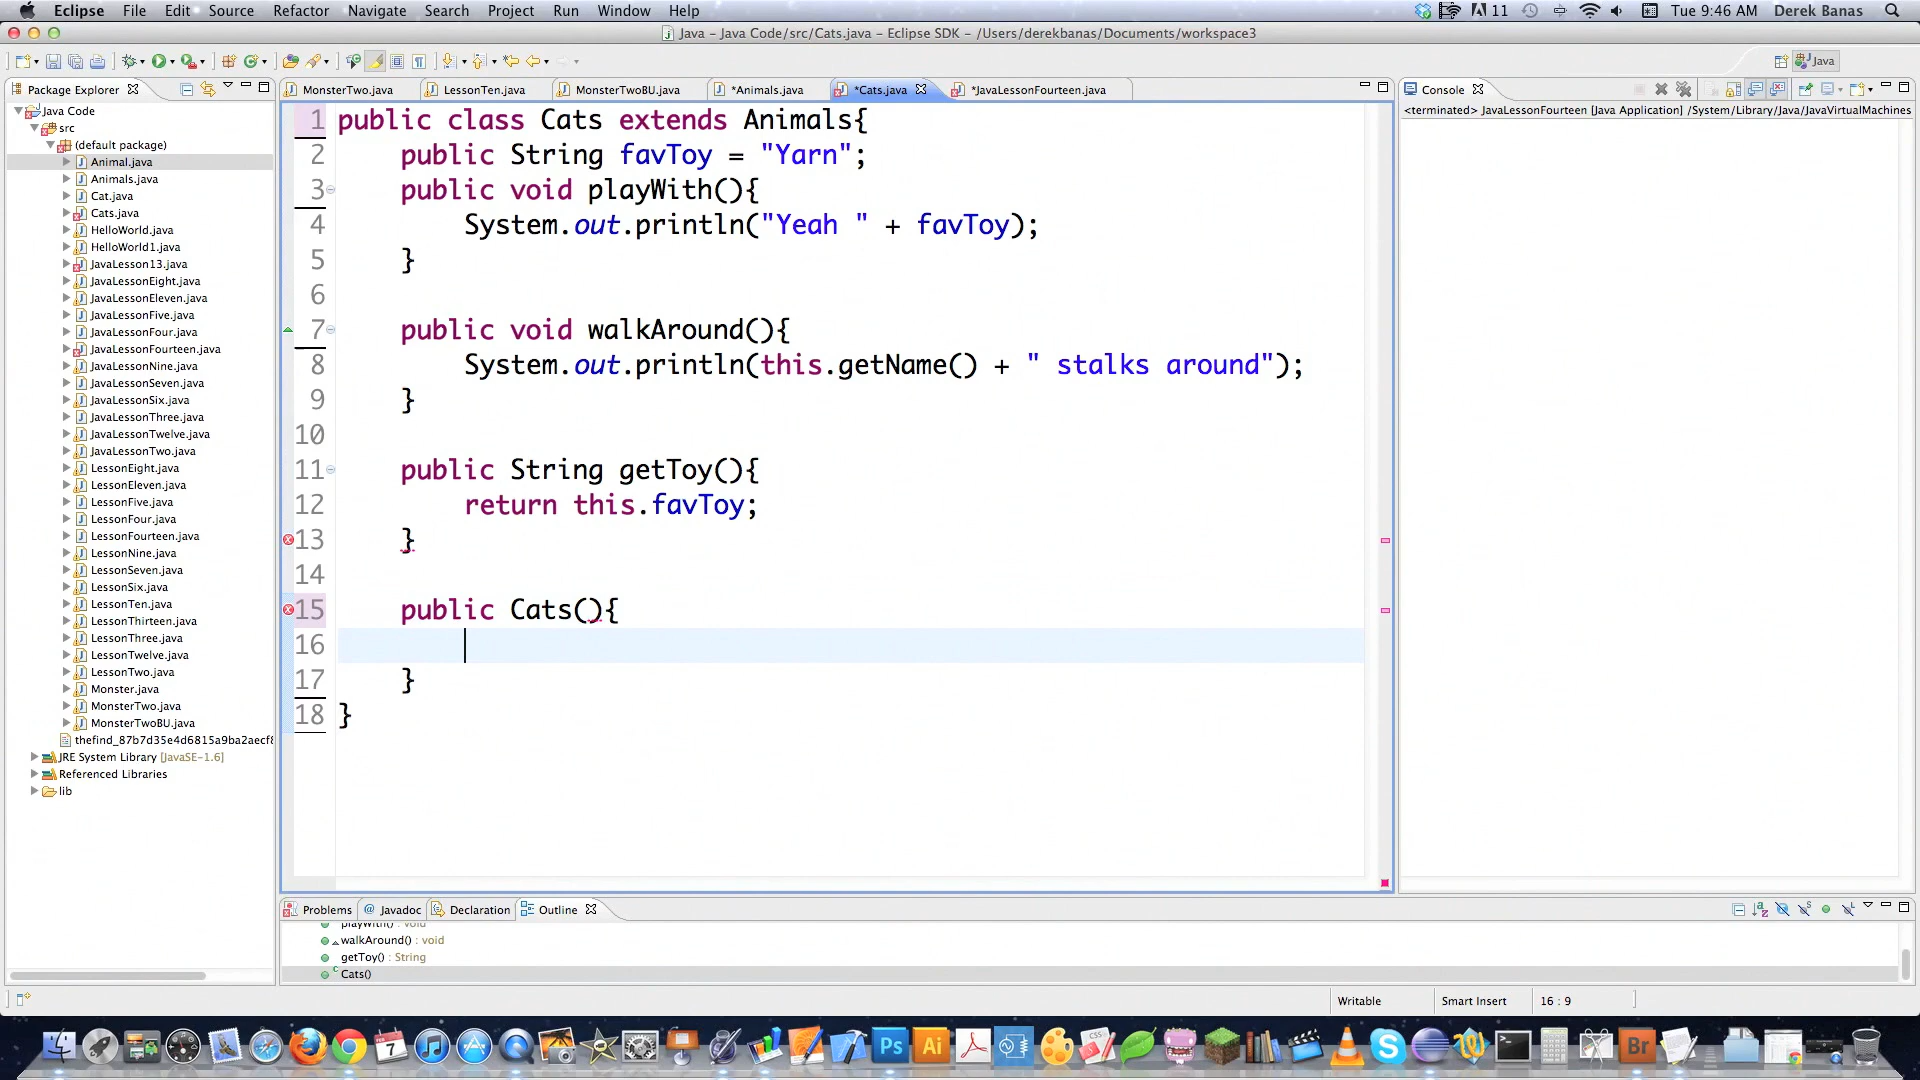 Eclipse File Edit Source Refactor Navigate Search Project Run Window Help 11 Tue 9:46 AM Derek Banas
Java – Java Code/src/Cats.java – Eclipse SDK – /Users/derekbanas/Documents/workspace3
Java
Package Explorer
MonsterTwo.java LessonTen.java MonsterTwoBU.java *Animals.java *Cats.java *JavaLessonFourteen.java
Console
<terminated> JavaLessonFourteen [Java Application] /System/Library/Java/JavaVirtualMachines
Java Code
src
(default package)
Animal.java
Animals.java
Cat.java
Cats.java
HelloWorld.java
HelloWorld1.java
JavaLesson13.java
JavaLessonEight.java
JavaLessonEleven.java
JavaLessonFive.java
JavaLessonFour.java
JavaLessonFourteen.java
JavaLessonNine.java
JavaLessonSeven.java
JavaLessonSix.java
JavaLessonThree.java
JavaLessonTwelve.java
JavaLessonTwo.java
LessonEight.java
LessonEleven.java
LessonFive.java
LessonFour.java
LessonFourteen.java
LessonNine.java
LessonSeven.java
LessonSix.java
LessonTen.java
LessonThirteen.java
LessonThree.java
LessonTwelve.java
LessonTwo.java
Monster.java
MonsterTwo.java
MonsterTwoBU.java
thefind_87b7d35e4d6815a9ba2aecf8
JRE System Library [JavaSE-1.6]
Referenced Libraries
lib
1 public class Cats extends Animals{
2 public String favToy = "Yarn";
3 public void playWith(){
4 System.out.println("Yeah " + favToy);
5 }
6
7 public void walkAround(){
8 System.out.println(this.getName() + " stalks around");
9 }
10
11 public String getToy(){
12 return this.favToy;
13 }
14
15 public Cats(){
16
17 }
18 }
Problems @ Javadoc Declaration Outline
playWith() : void
walkAround() : void
getToy() : String
Cats()
Writable Smart Insert 16 : 9
7 Ps Ai CSS Br